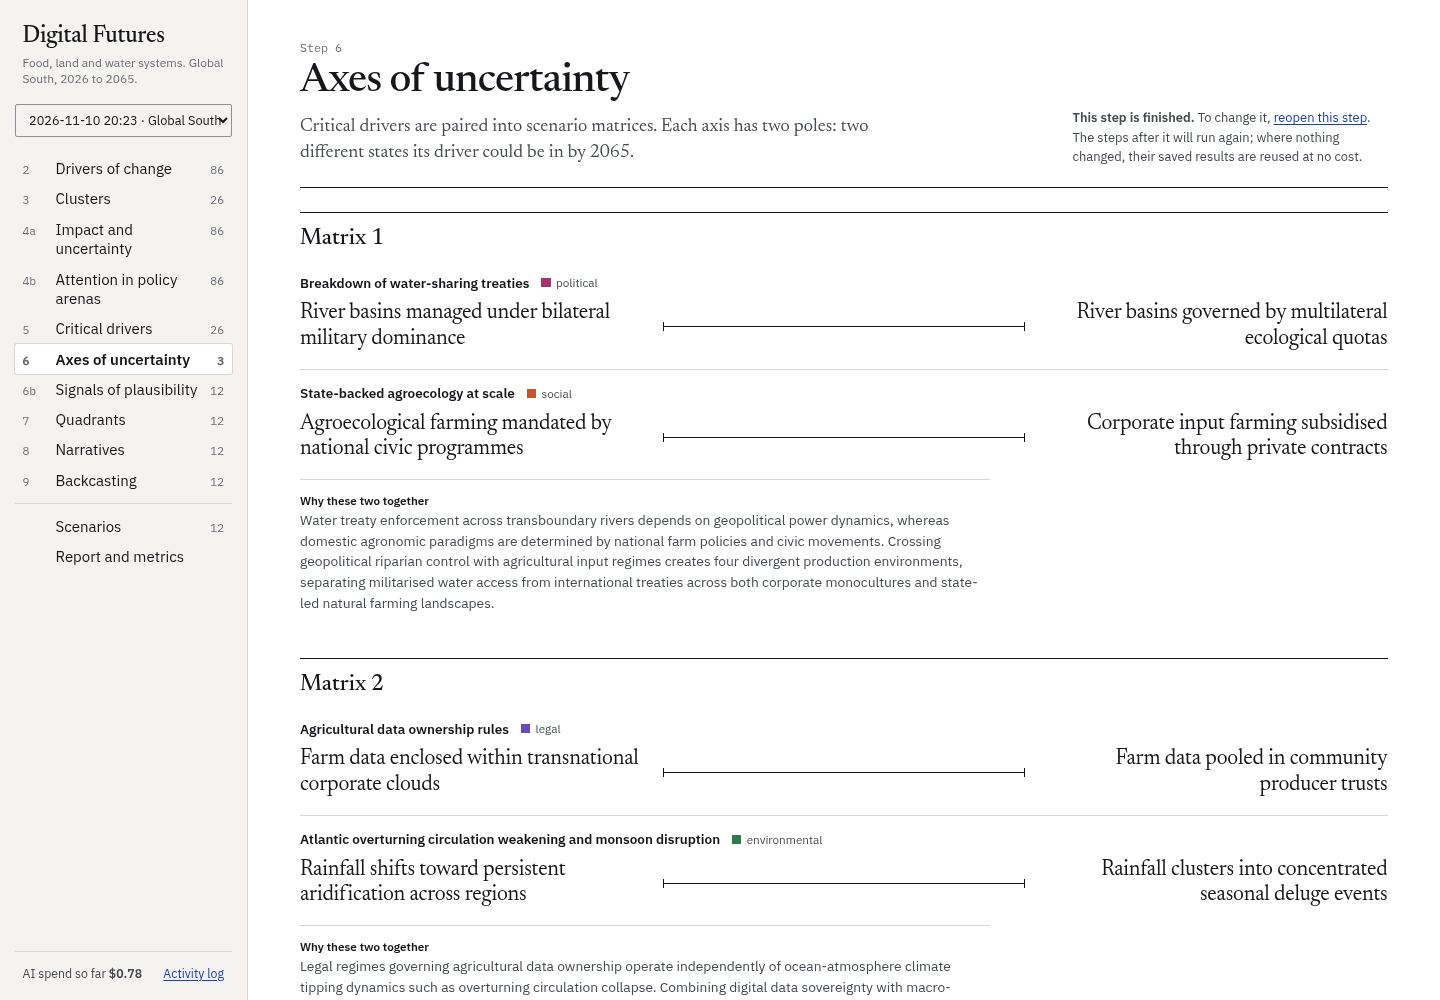 Digital Futures
Food, land and water systems. Global
South, 2026 to 2065.
2026-11-10 20:23 · Global South
2 Drivers of change 86
3 Clusters 26
4a Impact and 86
uncertainty
4b Attention in policy 86
arenas
5 Critical drivers 26
6 Axes of uncertainty 3
6b Signals of plausibility 12
7 Quadrants 12
8 Narratives 12
9 Backcasting 12
Scenarios 12
Report and metrics
AI spend so far $0.78 Activity log
Step 6
Axes of uncertainty
Critical drivers are paired into scenario matrices. Each axis has two poles: two
different states its driver could be in by 2065.
This step is finished. To change it, reopen this step.
The steps after it will run again; where nothing
changed, their saved results are reused at no cost.
Matrix 1
Breakdown of water-sharing treaties political
River basins managed under bilateral
military dominance
River basins governed by multilateral
ecological quotas
State-backed agroecology at scale social
Agroecological farming mandated by
national civic programmes
Corporate input farming subsidised
through private contracts
Why these two together
Water treaty enforcement across transboundary rivers depends on geopolitical power dynamics, whereas
domestic agronomic paradigms are determined by national farm policies and civic movements. Crossing
geopolitical riparian control with agricultural input regimes creates four divergent production environments,
separating militarised water access from international treaties across both corporate monocultures and state-
led natural farming landscapes.
Matrix 2
Agricultural data ownership rules legal
Farm data enclosed within transnational
corporate clouds
Farm data pooled in community
producer trusts
Atlantic overturning circulation weakening and monsoon disruption environmental
Rainfall shifts toward persistent
aridification across regions
Rainfall clusters into concentrated
seasonal deluge events
Why these two together
Legal regimes governing agricultural data ownership operate independently of ocean-atmosphere climate
tipping dynamics such as overturning circulation collapse. Combining digital data sovereignty with macro-